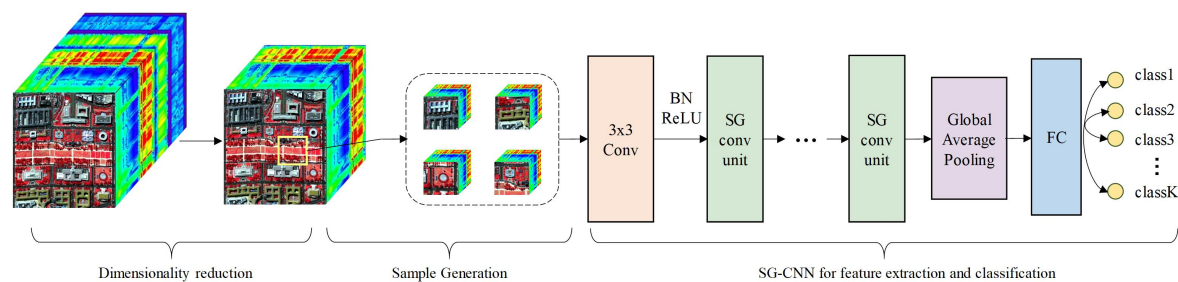 3x3
Conv
BN
ReLU
SG
conv
unit
SG
conv
unit
Global
Average
Pooling
FC
class1
class2
class3
classK
Dimensionality reduction
Sample Generation
SG-CNN for feature extraction and classification